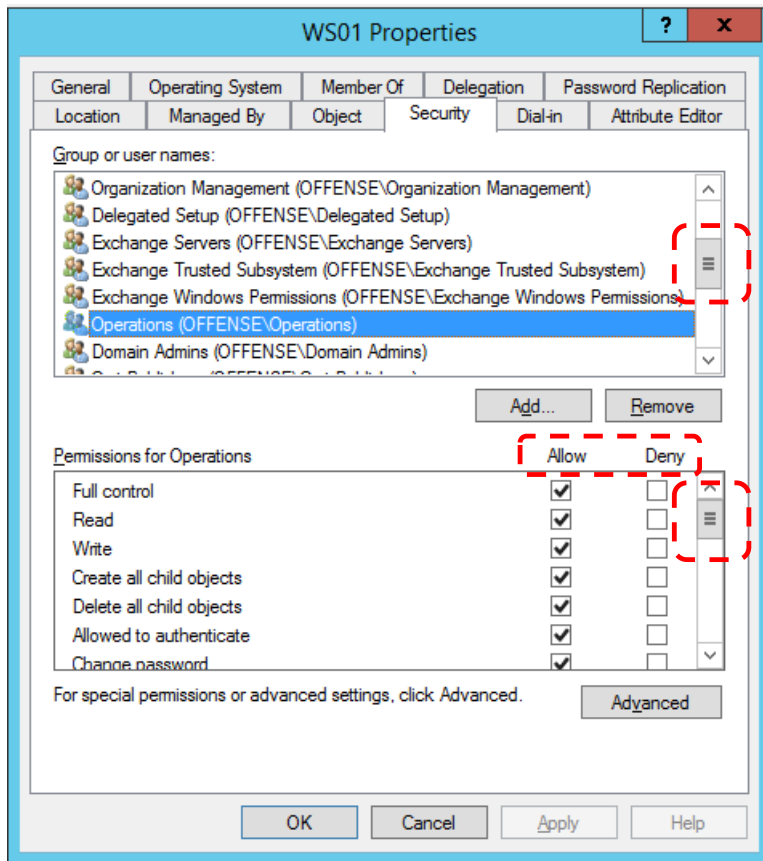 WS01 Properties
?
x
General Operating System Member Of Delegation Password Replication
Location Managed By Object Security Dial-in Attribute Editor
Group or user names:
Organization Management (OFFENSE\Organization Management)
Delegated Setup (OFFENSE\Delegated Setup)
Exchange Servers (OFFENSE\Exchange Servers)
Exchange Trusted Subsystem (OFFENSE\Exchange Trusted Subsystem)
Exchange Windows Permissions (OFFENSE\Exchange Windows Permissions)
Operations (OFFENSE\Operations)
Domain Admins (OFFENSE\Domain Admins)
Add... Remove
Permissions for Operations Allow Deny
Full control
Read
Write
Create all child objects
Delete all child objects
Allowed to authenticate
Change password
For special permissions or advanced settings, click Advanced. Advanced
OK Cancel Apply Help